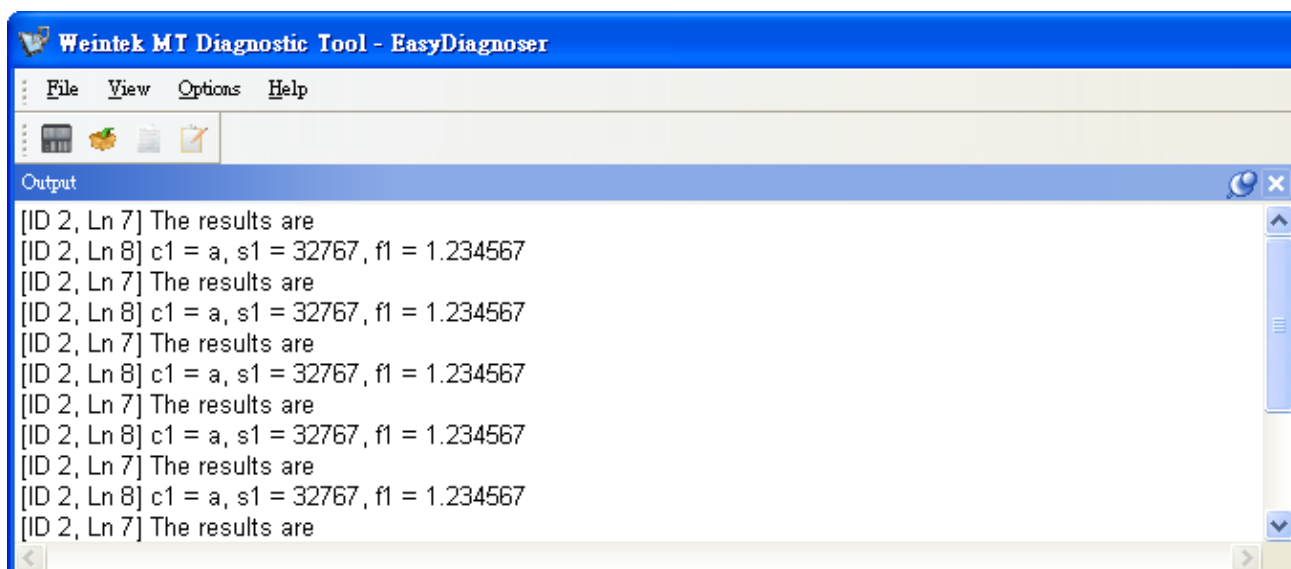 Weintek MT Diagnostic Tool - EasyDiagnoser
File View Options Help
Output
[ID 2, Ln 7] The results are
[ID 2, Ln 8] c1 = a, s1 = 32767, f1 = 1.234567
[ID 2, Ln 7] The results are
[ID 2, Ln 8] c1 = a, s1 = 32767, f1 = 1.234567
[ID 2, Ln 7] The results are
[ID 2, Ln 8] c1 = a, s1 = 32767, f1 = 1.234567
[ID 2, Ln 7] The results are
[ID 2, Ln 8] c1 = a, s1 = 32767, f1 = 1.234567
[ID 2, Ln 7] The results are
[ID 2, Ln 8] c1 = a, s1 = 32767, f1 = 1.234567
[ID 2, Ln 7] The results are